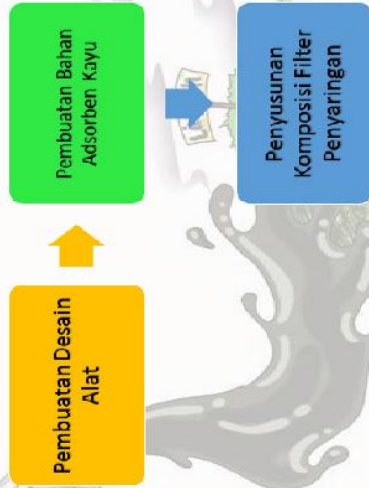 Pembuatan Desain
Alat
Pembuatan Bahan
Adsorben Kayu
Penyusunan
Komposisi Filter
Penyaringan